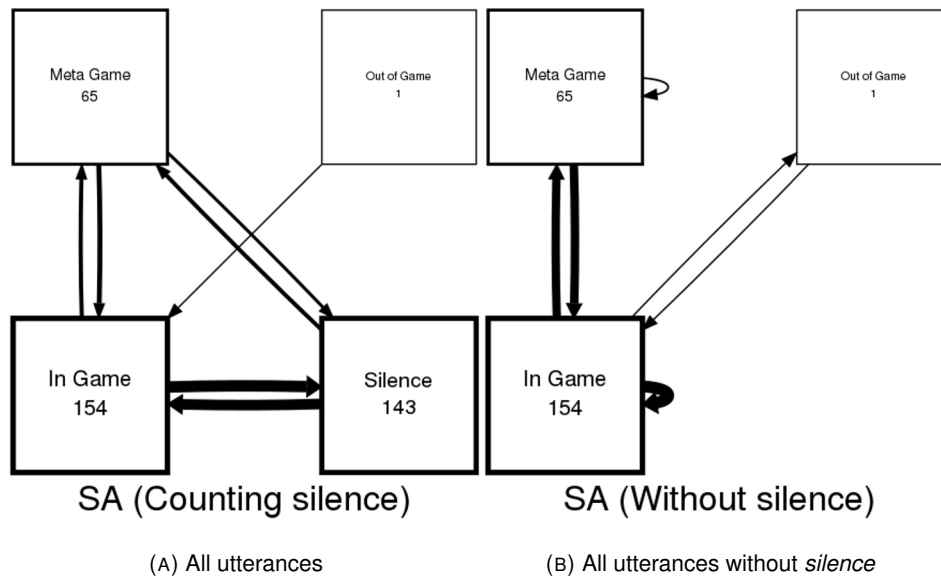 Meta Game
65
Out of Game
1
In Game
154
Silence
143
SA (Counting silence)
(A) All utterances
Meta Game
65
Out of Game
1
In Game
154
SA (Without silence)
(B) All utterances without silence